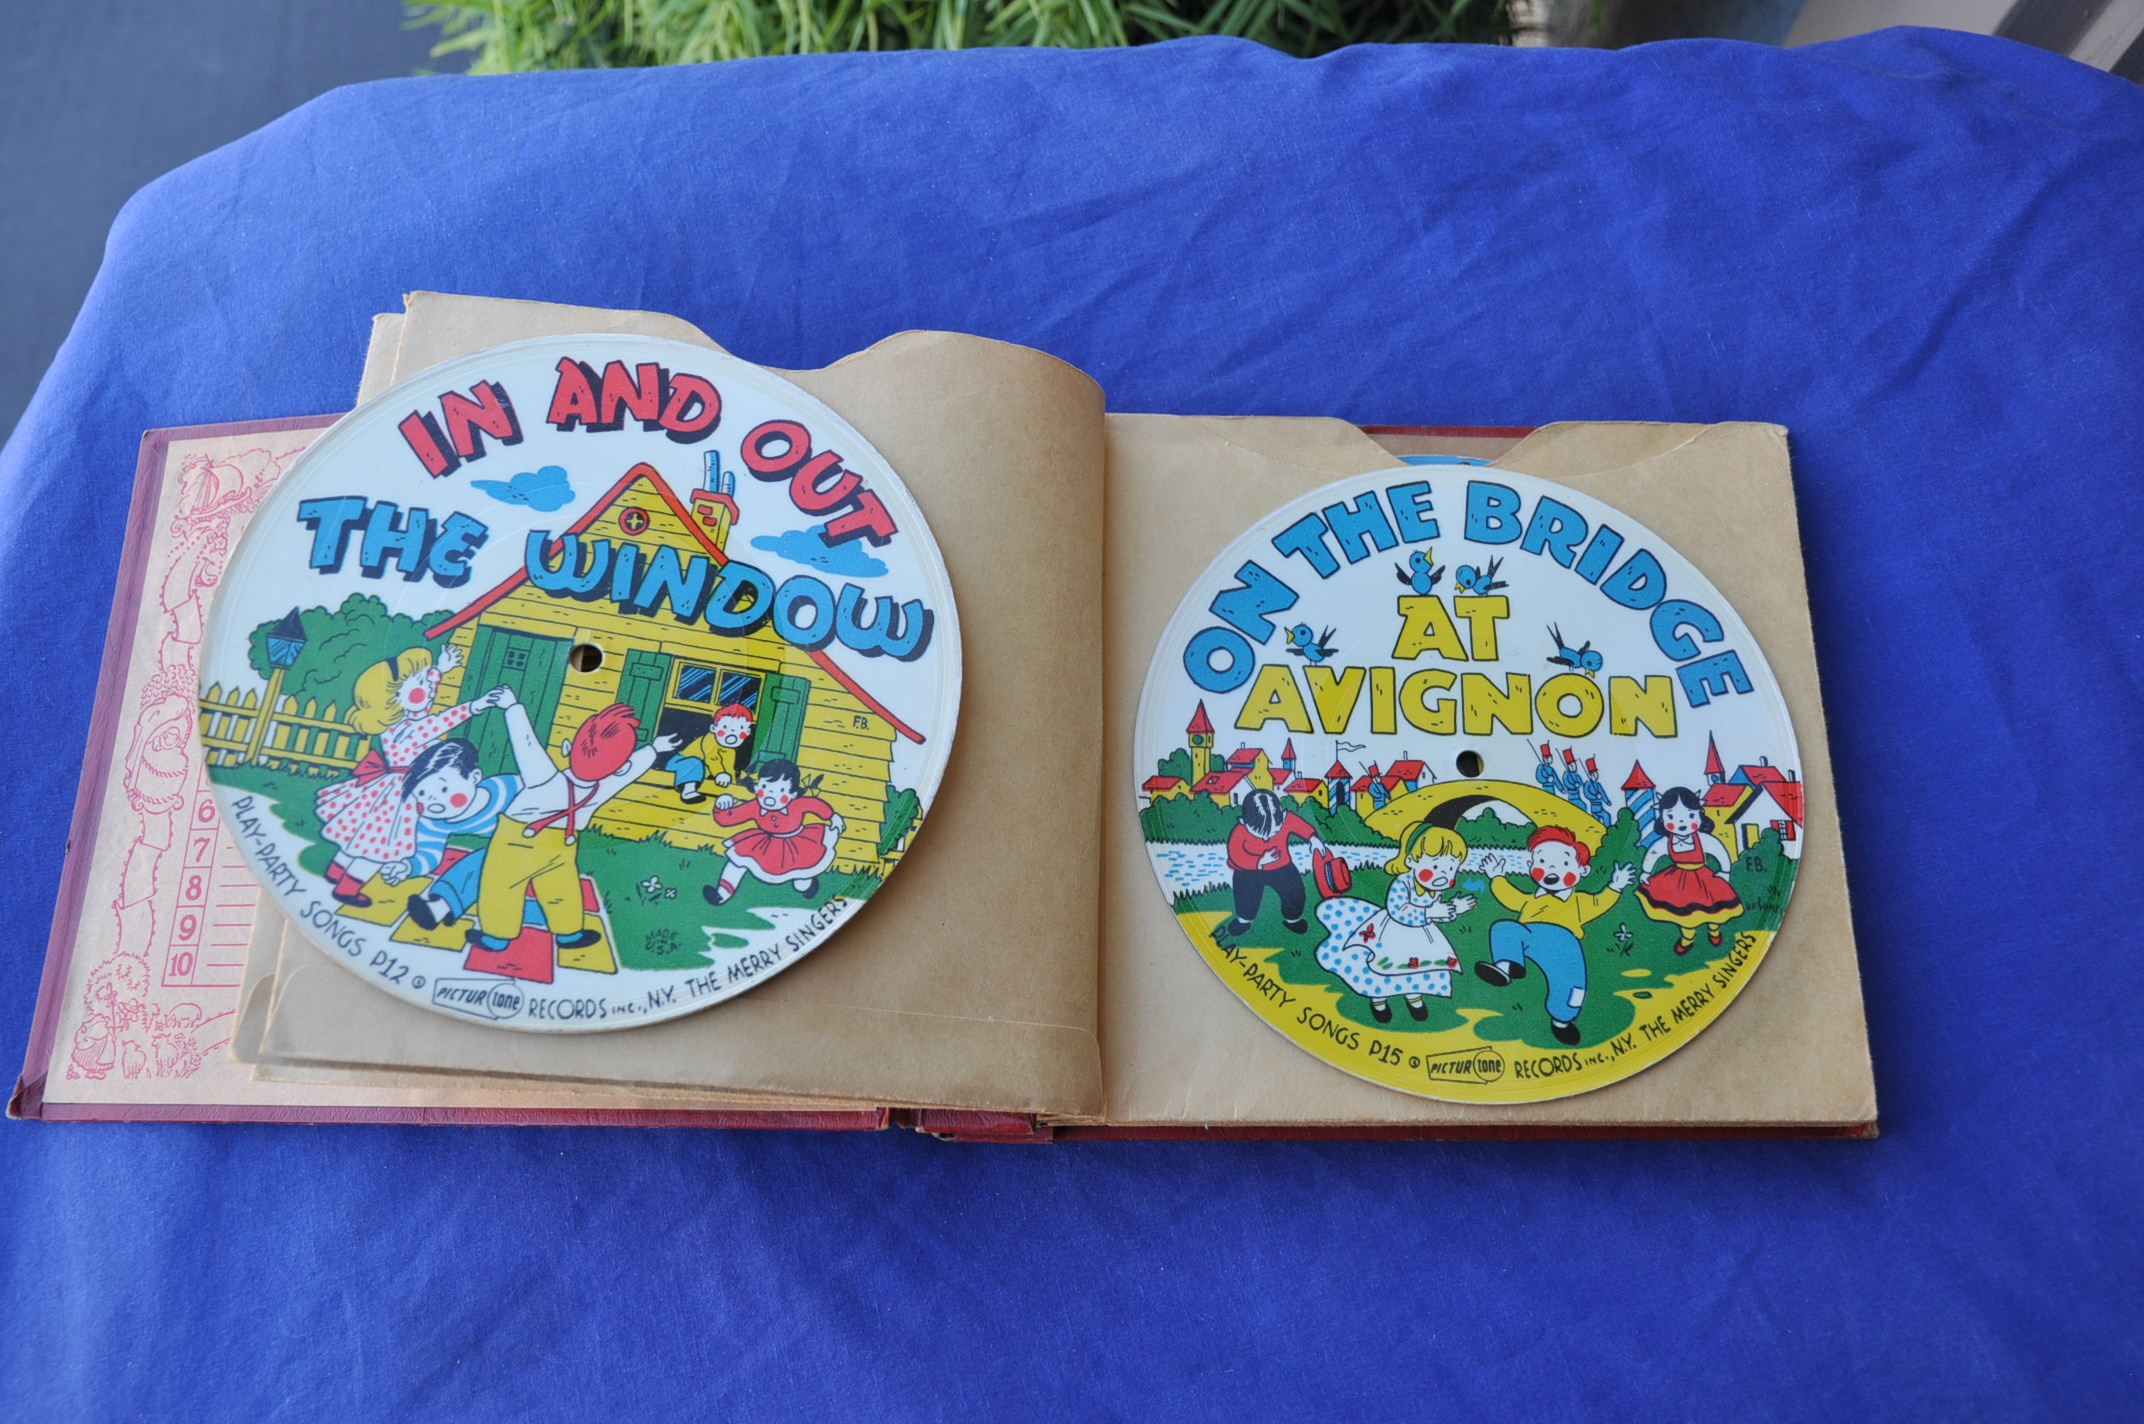 IN AND OUT
THE WINDOW
F.B.
MADE
IN
U.S.A.
PLAY-PARTY SONGS P12 © PICTUR tone RECORDS INC., N.Y. THE MERRY SINGERS
6
7
8
9
10
ON THE BRIDGE
AT
AVIGNON
F.B.
PLAY-PARTY SONGS P15 © PICTUR tone RECORDS INC., N.Y. THE MERRY SINGERS